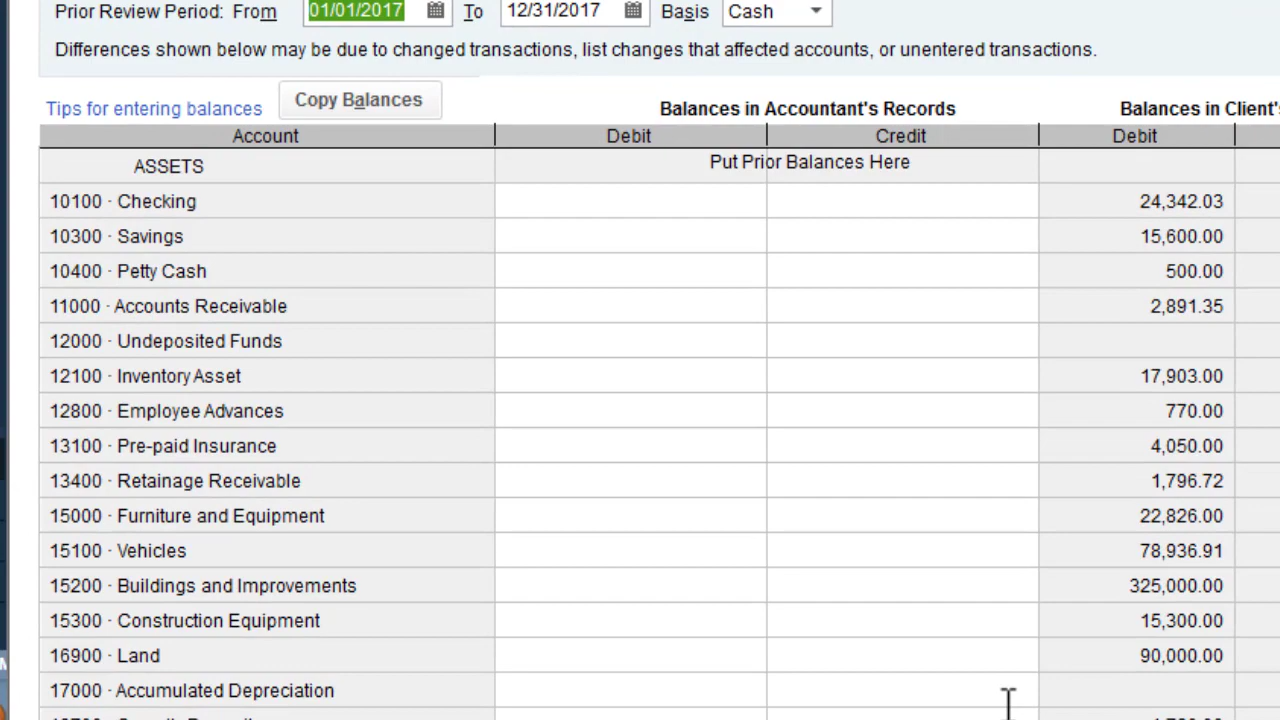 Prior Review Period: From 01/01/2017 To 12/31/2017 Basis Cash
Differences shown below may be due to changed transactions, list changes that affected accounts, or unentered transactions.
Tips for entering balances Copy Balances Balances in Accountant's Records Balances in Client's
Account Debit Credit Debit
ASSETS Put Prior Balances Here
10100 · Checking 24,342.03
10300 · Savings 15,600.00
10400 · Petty Cash 500.00
11000 · Accounts Receivable 2,891.35
12000 · Undeposited Funds
12100 · Inventory Asset 17,903.00
12800 · Employee Advances 770.00
13100 · Pre-paid Insurance 4,050.00
13400 · Retainage Receivable 1,796.72
15000 · Furniture and Equipment 22,826.00
15100 · Vehicles 78,936.91
15200 · Buildings and Improvements 325,000.00
15300 · Construction Equipment 15,300.00
16900 · Land 90,000.00
17000 · Accumulated Depreciation